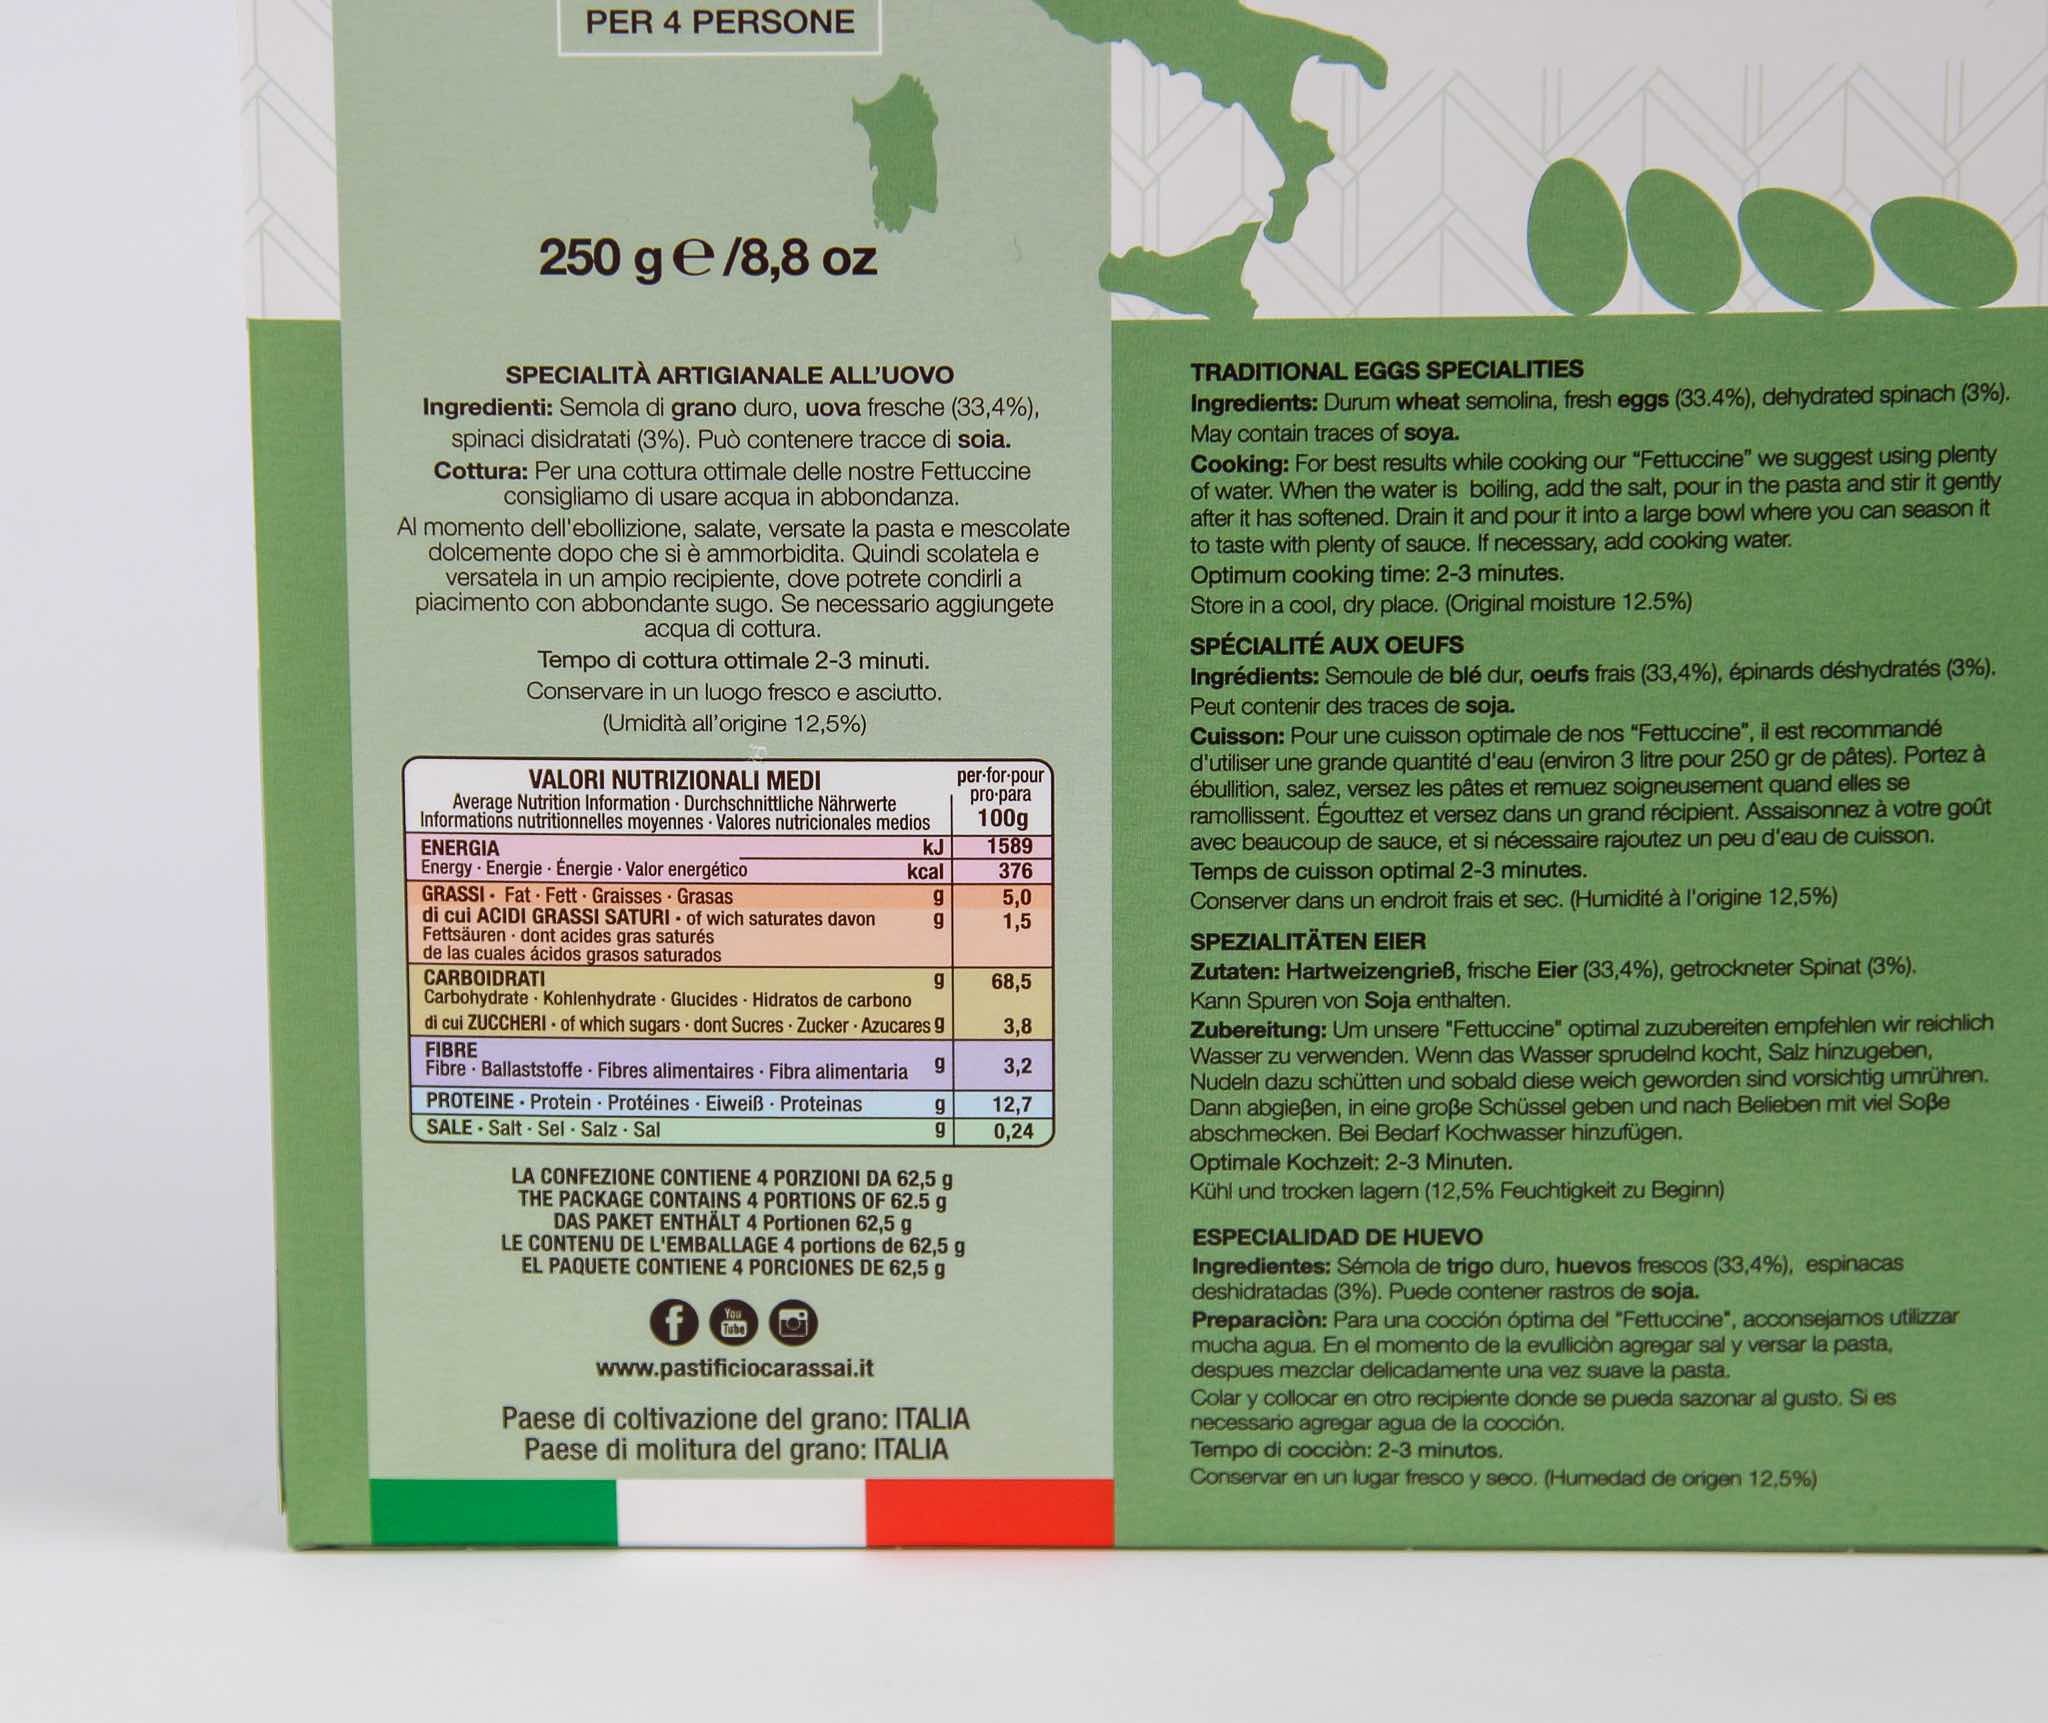 PER 4 PERSONE
250 g e /8,8 oz
SPECIALITÀ ARTIGIANALE ALL'UOVO
Ingredienti: Semola di grano duro, uova fresche (33,4%),
spinaci disidratati (3%). Può contenere tracce di soia.
Cottura: Per una cottura ottimale delle nostre Fettuccine
consigliamo di usare acqua in abbondanza.
Al momento dell'ebollizione, salate, versate la pasta e mescolate
dolcemente dopo che si è ammorbidita. Quindi scolatela e
versatela in un ampio recipiente, dove potrete condirli a
piacimento con abbondante sugo. Se necessario aggiungete
acqua di cottura.
Tempo di cottura ottimale 2-3 minuti.
Conservare in un luogo fresco e asciutto.
(Umidità all'origine 12,5%)
VALORI NUTRIZIONALI MEDI
Average Nutrition Information · Durchschnittliche Nährwerte
Informations nutritionnelles moyennes · Valores nutricionales medios
per·for·pour
pro·para
100g
ENERGIA kJ 1589
Energy · Energie · Énergie · Valor energético kcal 376
GRASSI · Fat · Fett · Graisses · Grasas g 5,0
di cui ACIDI GRASSI SATURI · of wich saturates davon g 1,5
Fettsäuren · dont acides gras saturés
de las cuales ácidos grasos saturados
CARBOIDRATI g 68,5
Carbohydrate · Kohlenhydrate · Glucides · Hidratos de carbono
di cui ZUCCHERI · of which sugars · dont Sucres · Zucker · Azucares g 3,8
FIBRE
Fibre · Ballaststoffe · Fibres alimentaires · Fibra alimentaria g 3,2
PROTEINE · Protein · Protéines · Eiweiß · Proteinas g 12,7
SALE · Salt · Sel · Salz · Sal g 0,24
LA CONFEZIONE CONTIENE 4 PORZIONI DA 62,5 g
THE PACKAGE CONTAINS 4 PORTIONS OF 62.5 g
DAS PAKET ENTHÄLT 4 Portionen 62,5 g
LE CONTENU DE L'EMBALLAGE 4 portions de 62,5 g
EL PAQUETE CONTIENE 4 PORCIONES DE 62,5 g
f You Tube
www.pastificiocarassai.it
Paese di coltivazione del grano: ITALIA
Paese di molitura del grano: ITALIA
TRADITIONAL EGGS SPECIALITIES
Ingredients: Durum wheat semolina, fresh eggs (33.4%), dehydrated spinach (3%).
May contain traces of soya.
Cooking: For best results while cooking our "Fettuccine" we suggest using plenty
of water. When the water is boiling, add the salt, pour in the pasta and stir it gently
after it has softened. Drain it and pour it into a large bowl where you can season it
to taste with plenty of sauce. If necessary, add cooking water.
Optimum cooking time: 2-3 minutes.
Store in a cool, dry place. (Original moisture 12.5%)
SPÉCIALITÉ AUX OEUFS
Ingrédients: Semoule de blé dur, oeufs frais (33,4%), épinards déshydratés (3%).
Peut contenir des traces de soja.
Cuisson: Pour une cuisson optimale de nos "Fettuccine", il est recommandé
d'utiliser une grande quantité d'eau (environ 3 litre pour 250 gr de pâtes). Portez à
ébullition, salez, versez les pâtes et remuez soigneusement quand elles se
ramollissent. Égouttez et versez dans un grand récipient. Assaisonnez à votre goût
avec beaucoup de sauce, et si nécessaire rajoutez un peu d'eau de cuisson.
Temps de cuisson optimal 2-3 minutes.
Conserver dans un endroit frais et sec. (Humidité à l'origine 12,5%)
SPEZIALITÄTEN EIER
Zutaten: Hartweizengrieß, frische Eier (33,4%), getrockneter Spinat (3%).
Kann Spuren von Soja enthalten.
Zubereitung: Um unsere "Fettuccine" optimal zuzubereiten empfehlen wir reichlich
Wasser zu verwenden. Wenn das Wasser sprudelnd kocht, Salz hinzugeben,
Nudeln dazu schütten und sobald diese weich geworden sind vorsichtig umrühren.
Dann abgießen, in eine große Schüssel geben und nach Belieben mit viel Soße
abschmecken. Bei Bedarf Kochwasser hinzufügen.
Optimale Kochzeit: 2-3 Minuten.
Kühl und trocken lagern (12,5% Feuchtigkeit zu Beginn)
ESPECIALIDAD DE HUEVO
Ingredientes: Sémola de trigo duro, huevos frescos (33,4%), espinacas
deshidratadas (3%). Puede contener rastros de soja.
Preparaciòn: Para una cocción óptima del "Fettuccine", acconsejamos utilizzar
mucha agua. En el momento de la evulliciòn agregar sal y versar la pasta,
despues mezclar delicadamente una vez suave la pasta.
Colar y collocar en otro recipiente donde se pueda sazonar al gusto. Si es
necessario agregar agua de la cocción.
Tempo di cocciòn: 2-3 minutos.
Conservar en un lugar fresco y seco. (Humedad de origen 12,5%)